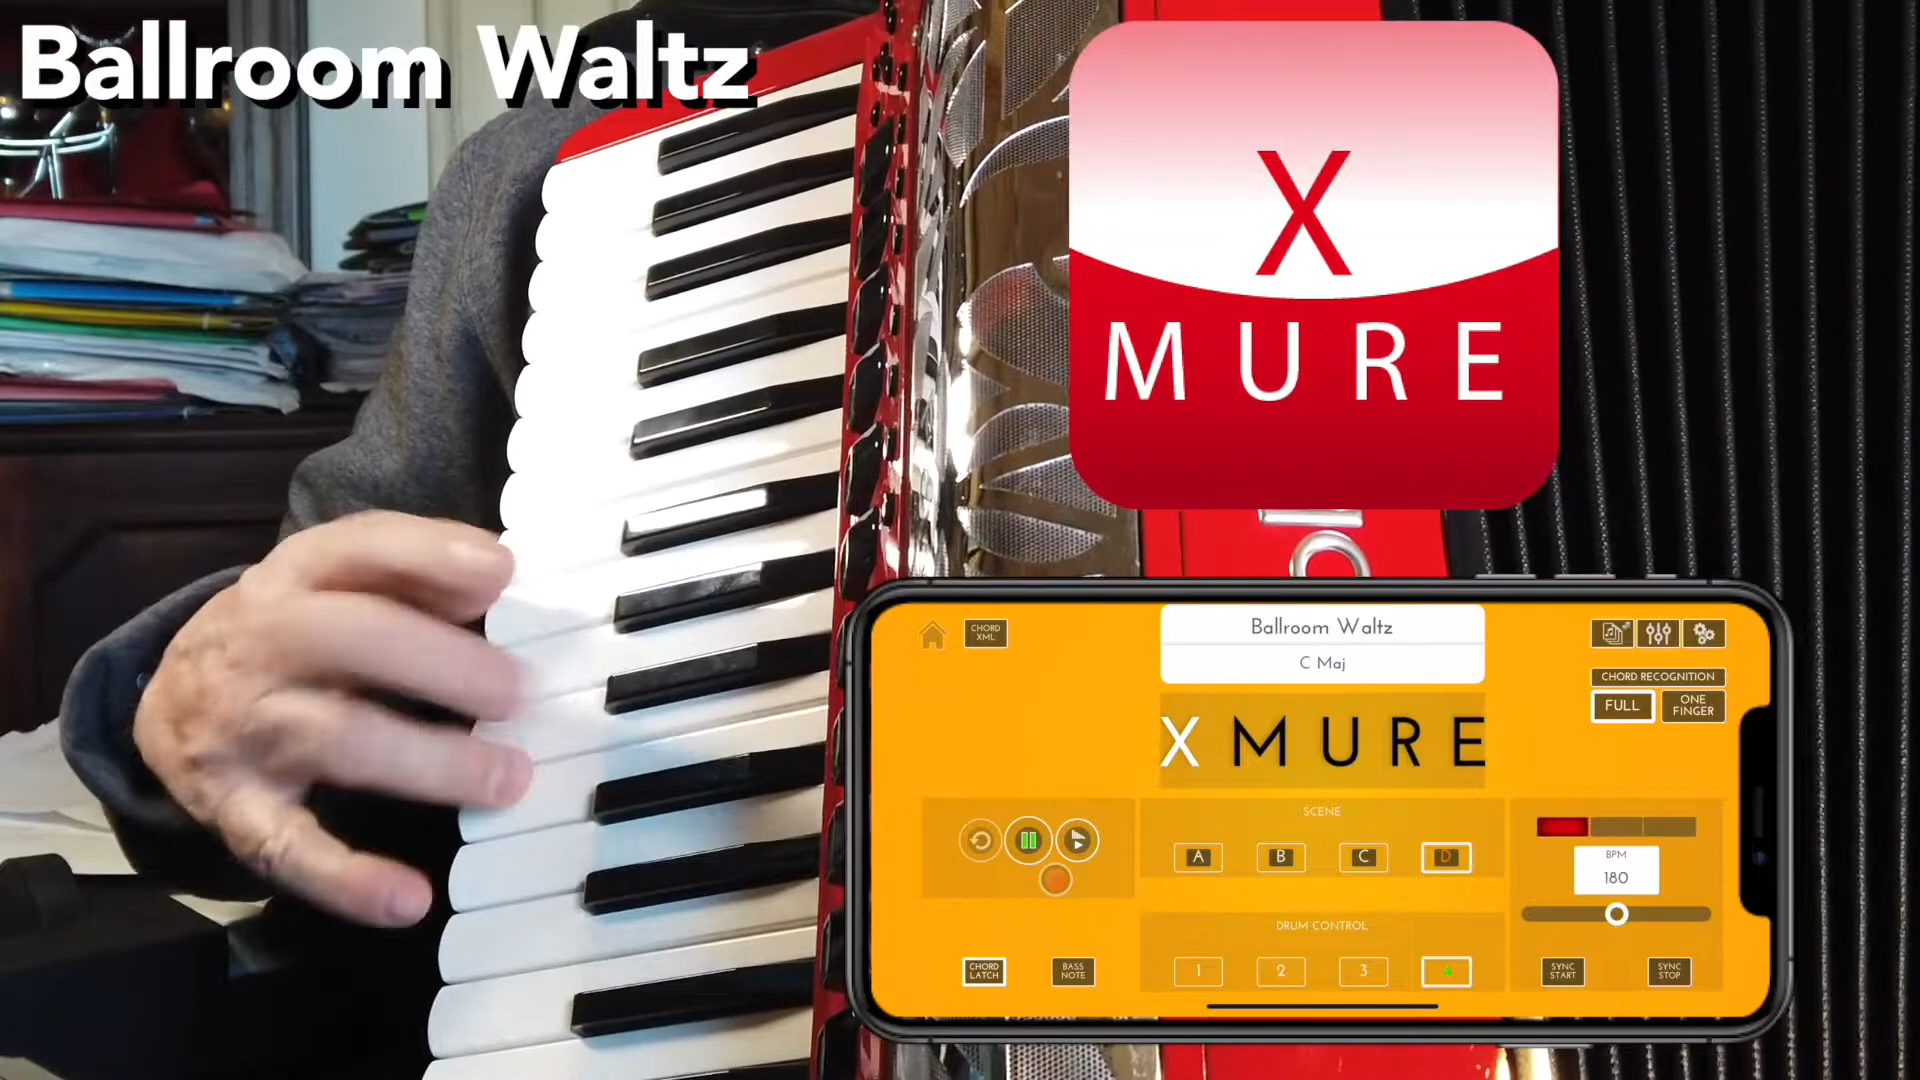 Ballroom Waltz
X
MURE
CHORD
XML
Ballroom Waltz
C Maj
CHORD RECOGNITION
FULL
ONE
FINGER
X MURE
SCENE
A
B
C
D
BPM
180
DRUM CONTROL
1
2
3
4
CHORD
LATCH
BASS
NOTE
SYNC
START
SYNC
STOP